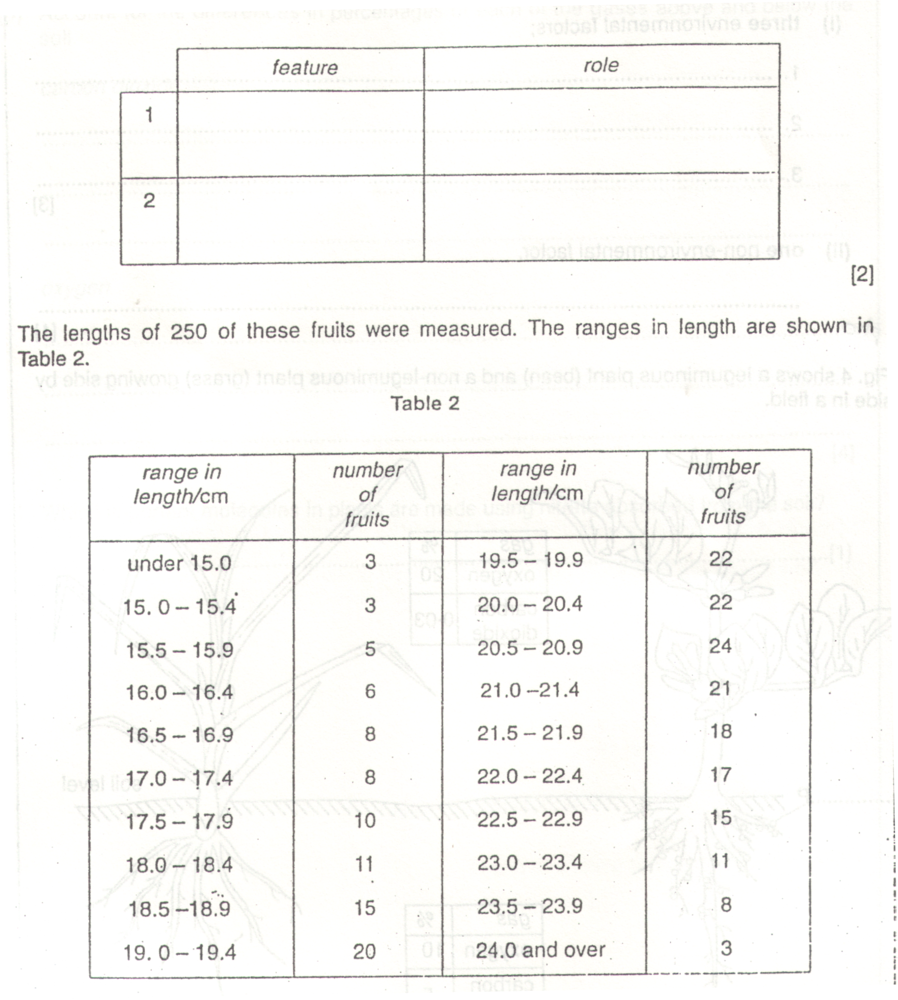 feature role
1
2
[2]
The lengths of 250 of these fruits were measured. The ranges in length are shown in
Table 2.
Table 2
range in length/cm number of fruits range in length/cm number of fruits
under 15.0 3 19.5 – 19.9 22
15. 0 – 15.4 3 20.0 – 20.4 22
15.5 – 15.9 5 20.5 – 20.9 24
16.0 – 16.4 6 21.0 –21.4 21
16.5 – 16.9 8 21.5 – 21.9 18
17.0 – 17.4 8 22.0 – 22.4 17
17.5 – 17.9 10 22.5 – 22.9 15
18.0 – 18.4 11 23.0 – 23.4 11
18.5 –18.9 15 23.5 – 23.9 8
19. 0 – 19.4 20 24.0 and over 3